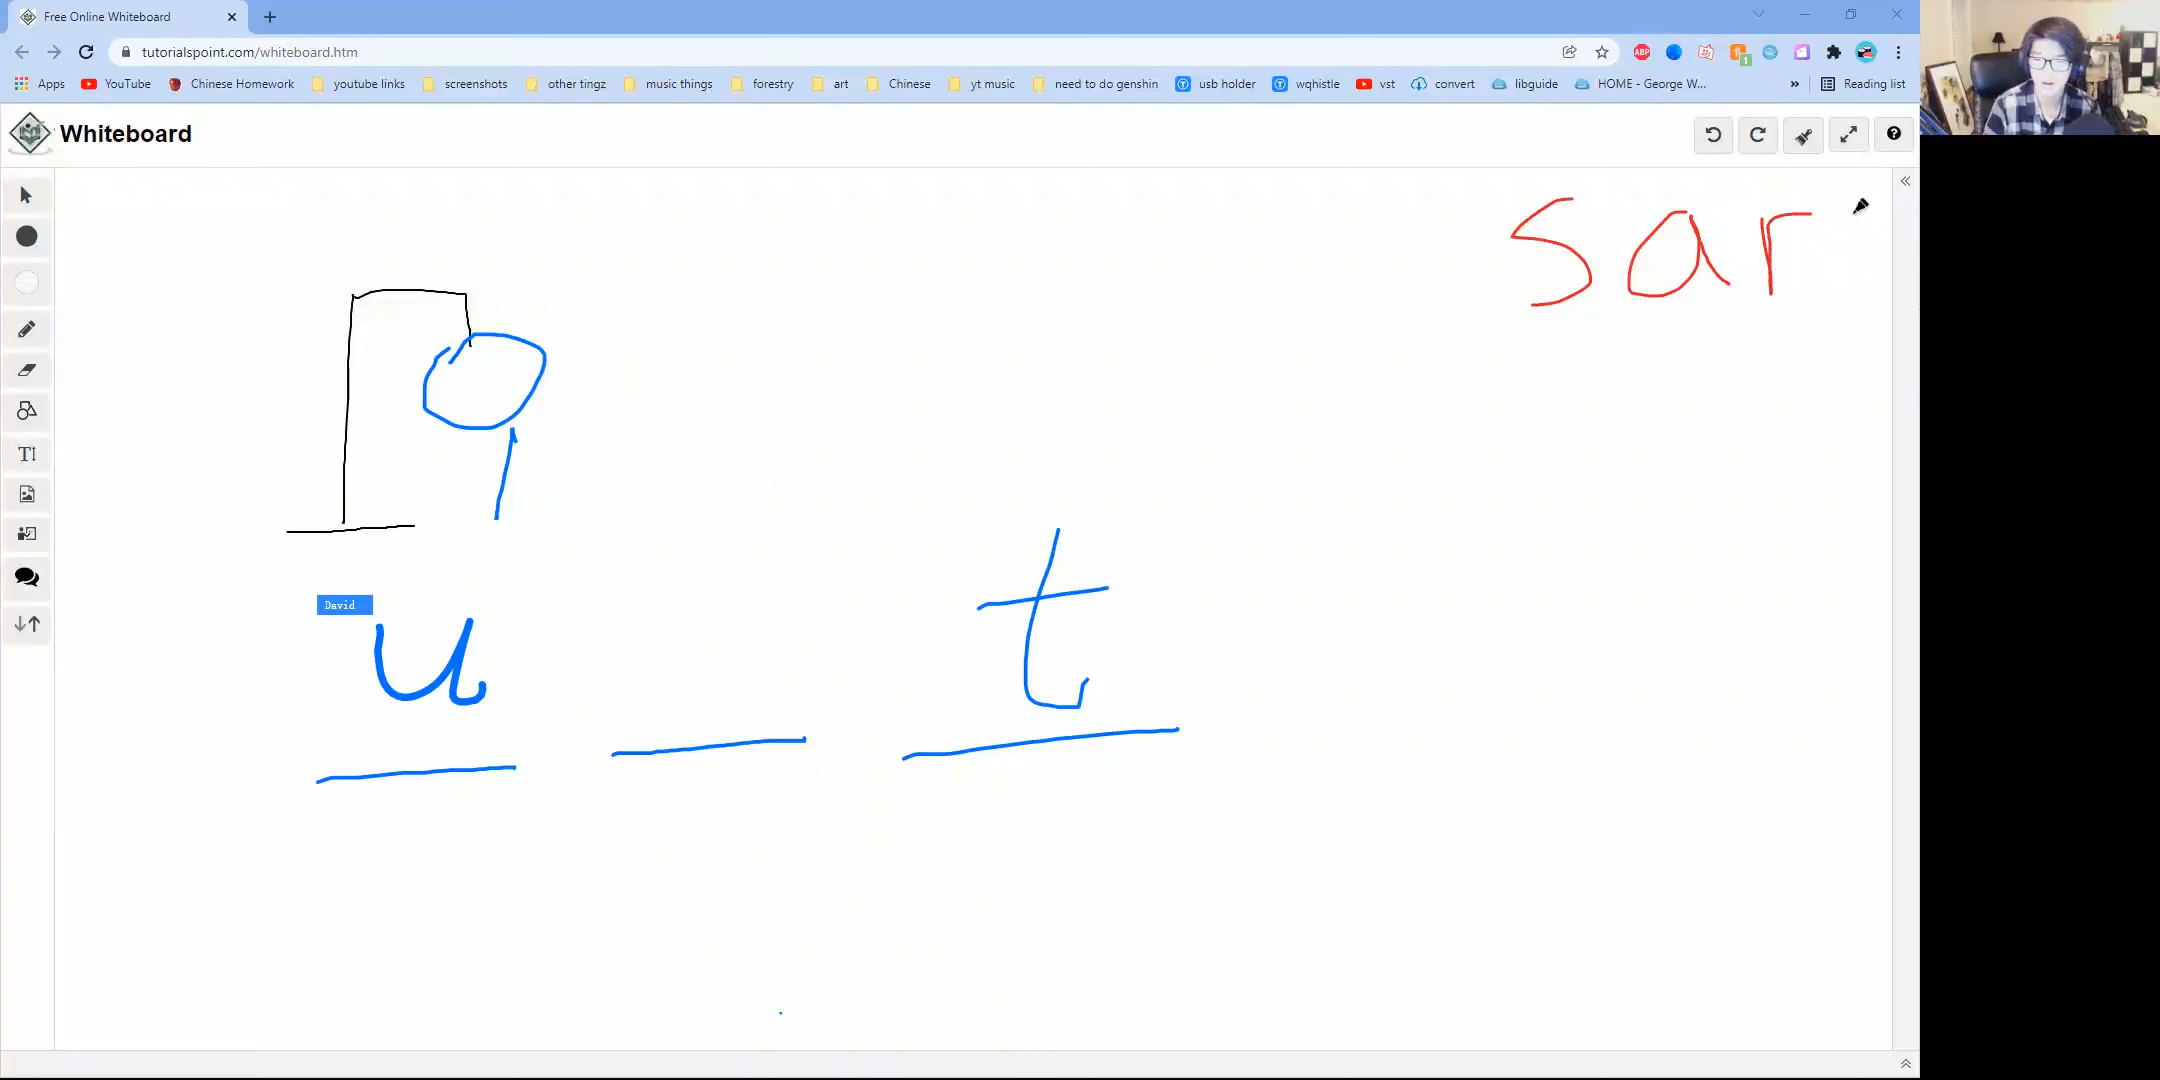 Free Online Whiteboard
tutorialspoint.com/whiteboard.htm
ABP
1
Apps YouTube Chinese Homework youtube links screenshots other tingz music things forestry art Chinese yt music need to do genshin usb holder wqhistle vst convert libguide HOME - George W... » Reading list
Whiteboard
s a r
T
David
u t